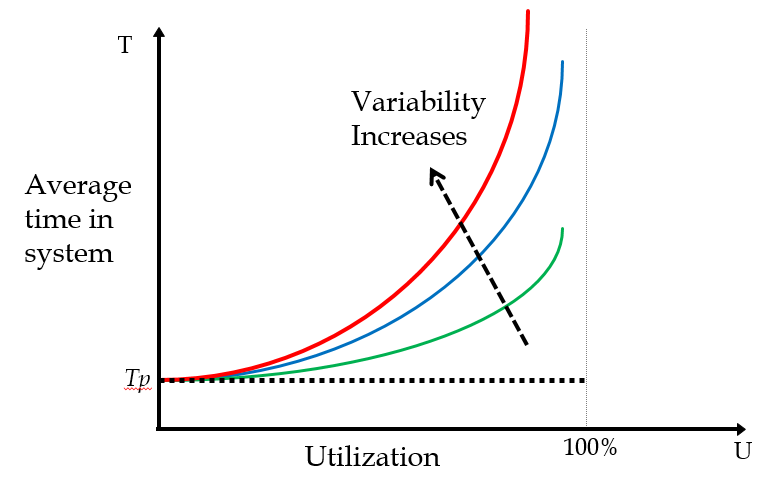 T
Variability
Increases
Average
time in
system
Tp
100%
U
Utilization